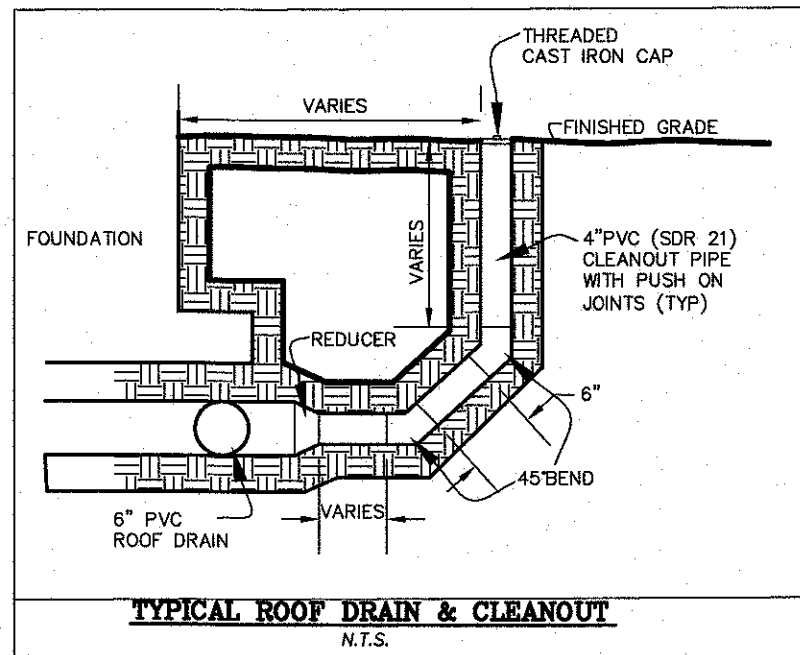 THREADED
CAST IRON CAP
VARIES
FINISHED GRADE
FOUNDATION
VARIES
4"PVC (SDR 21)
CLEANOUT PIPE
WITH PUSH ON
JOINTS (TYP)
REDUCER
6"
45°BEND
VARIES
6" PVC
ROOF DRAIN
TYPICAL ROOF DRAIN & CLEANOUT
N.T.S.